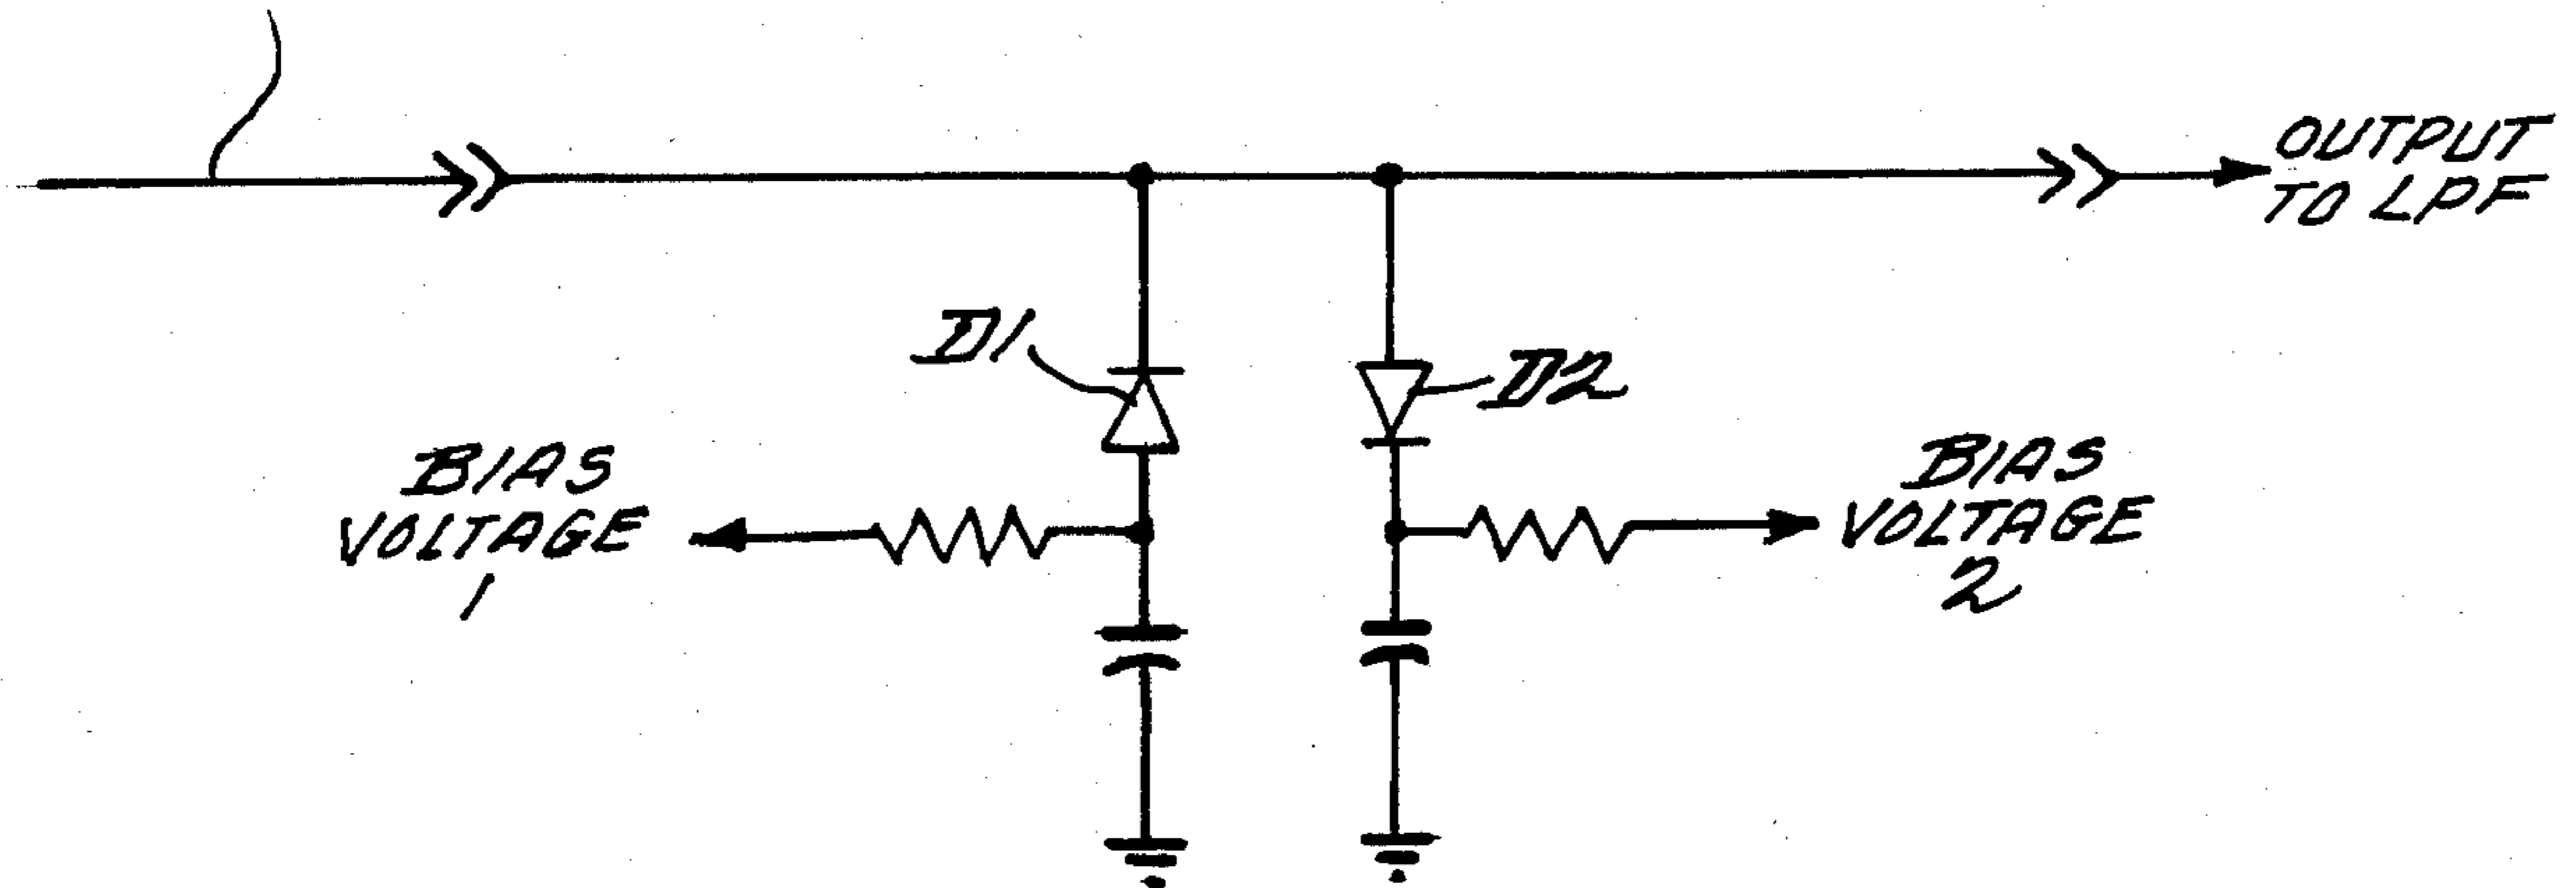 OUTPUT
TO LPF
D1
D2
BIAS
VOLTAGE
1
BIAS
VOLTAGE
2